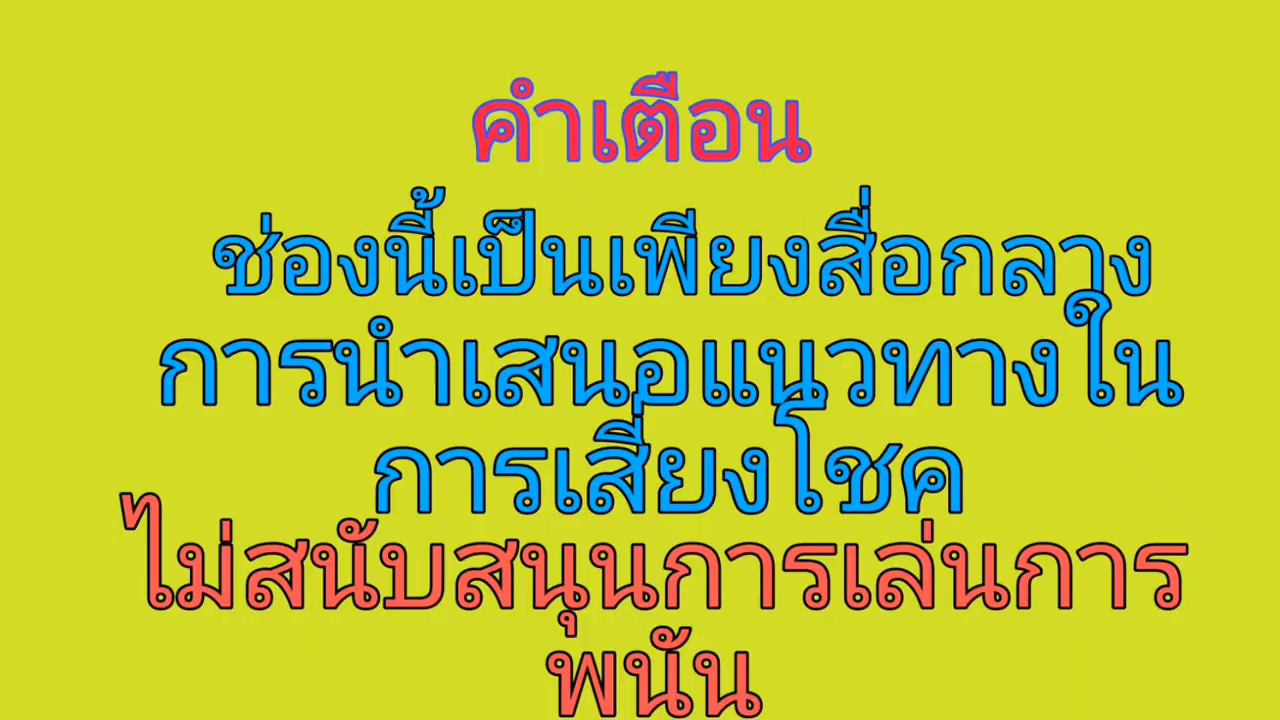 คำเตือน
ช่องนี้เป็นเพียงสื่อกลาง
การนำเสนอแนวทางใน
การเสี่ยงโชค
ไม่สนับสนุนการเล่นการ
พนัน